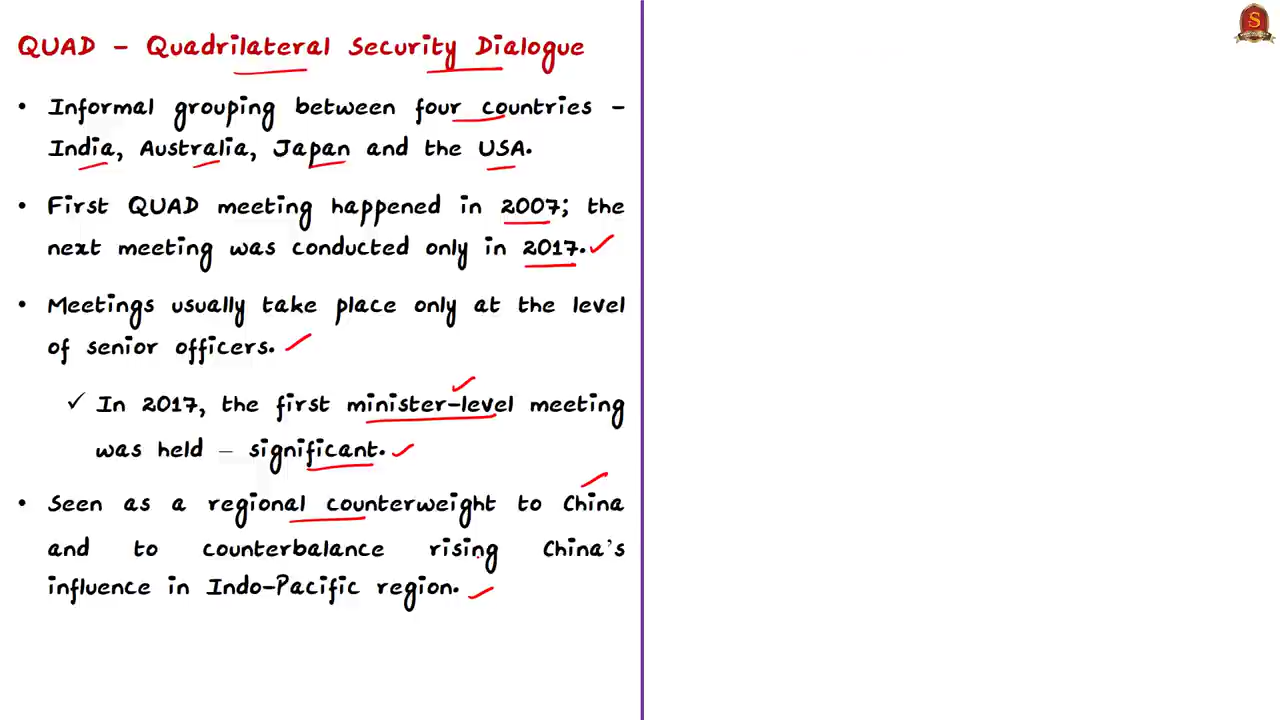 QUAD – Quadrilateral Security Dialogue
• Informal grouping between four countries –
India, Australia, Japan and the USA.
• First QUAD meeting happened in 2007; the
next meeting was conducted only in 2017.
• Meetings usually take place only at the level
of senior officers.
✓ In 2017, the first minister-level meeting
was held – significant.
• Seen as a regional counterweight to China
and to counterbalance rising China's
influence in Indo-Pacific region.
S